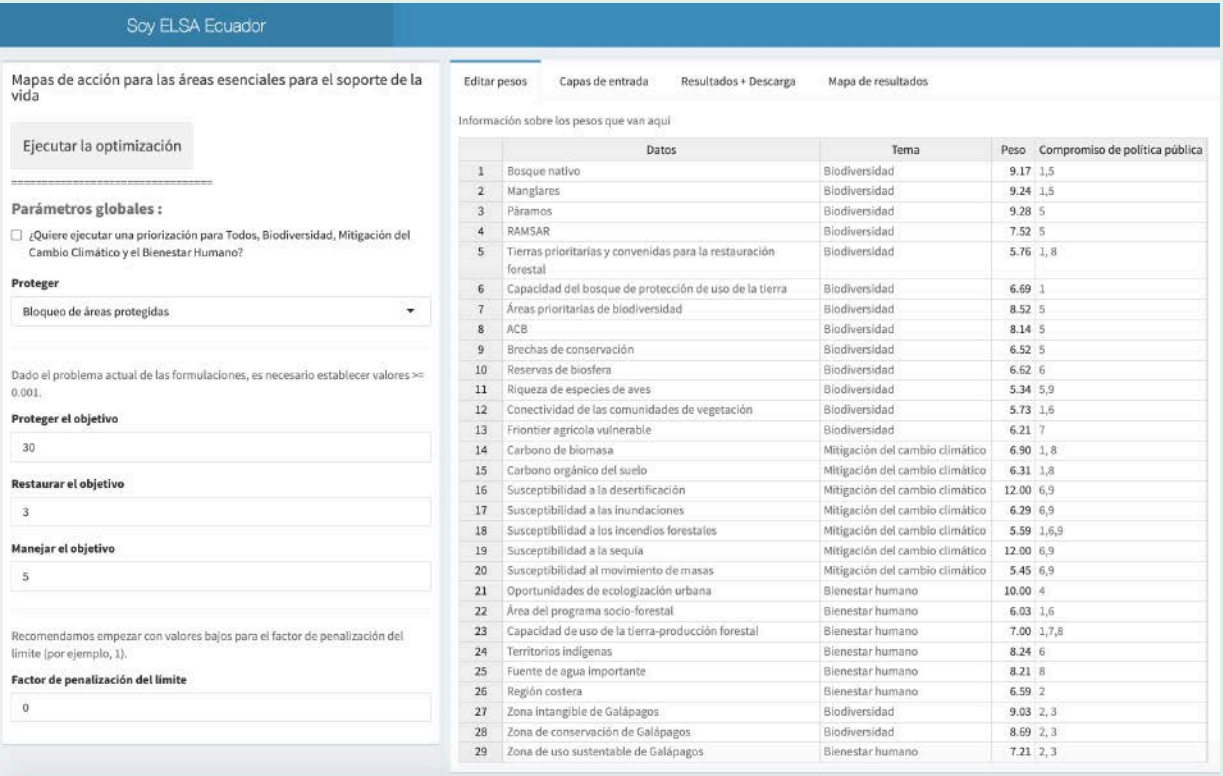 Soy ELSA Ecuador
Mapas de acción para las áreas esenciales para el soporte de la
vida
Ejecutar la optimización
=================================
Parámetros globales :
¿Quiere ejecutar una priorización para Todos, Biodiversidad, Mitigación del
Cambio Climático y el Bienestar Humano?
Proteger
Bloqueo de áreas protegidas
Dado el problema actual de las formulaciones, es necesario establecer valores >=
0.001.
Proteger el objetivo
30
Restaurar el objetivo
3
Manejar el objetivo
5
Recomendamos empezar con valores bajos para el factor de penalización del
límite (por ejemplo, 1).
Factor de penalización del límite
0
Editar pesos Capas de entrada Resultados + Descarga Mapa de resultados
Información sobre los pesos que van aquí
Datos Tema Peso Compromiso de política pública
1 Bosque nativo Biodiversidad 9.17 1,5
2 Manglares Biodiversidad 9.24 1,5
3 Páramos Biodiversidad 9.28 5
4 RAMSAR Biodiversidad 7.52 5
5 Tierras prioritarias y convenidas para la restauración Biodiversidad 5.76 1, 8
forestal
6 Capacidad del bosque de protección de uso de la tierra Biodiversidad 6.69 1
7 Áreas prioritarias de biodiversidad Biodiversidad 8.52 5
8 ACB Biodiversidad 8.14 5
9 Brechas de conservación Biodiversidad 6.52 5
10 Reservas de biosfera Biodiversidad 6.62 6
11 Riqueza de especies de aves Biodiversidad 5.34 5,9
12 Conectividad de las comunidades de vegetación Biodiversidad 5.73 1,6
13 Friontier agrícola vulnerable Biodiversidad 6.21 7
14 Carbono de biomasa Mitigación del cambio climático 6.90 1, 8
15 Carbono orgánico del suelo Mitigación del cambio climático 6.31 1,8
16 Susceptibilidad a la desertificación Mitigación del cambio climático 12.00 6,9
17 Susceptibilidad a las inundaciones Mitigación del cambio climático 6.29 6,9
18 Susceptibilidad a los incendios forestales Mitigación del cambio climático 5.59 1,6,9
19 Susceptibilidad a la sequía Mitigación del cambio climático 12.00 6,9
20 Susceptibilidad al movimiento de masas Mitigación del cambio climático 5.45 6,9
21 Oportunidades de ecologización urbana Bienestar humano 10.00 4
22 Área del programa socio-forestal Bienestar humano 6.03 1,6
23 Capacidad de uso de la tierra-producción forestal Bienestar humano 7.00 1,7,8
24 Territorios indígenas Bienestar humano 8.24 6
25 Fuente de agua importante Bienestar humano 8.21 8
26 Región costera Bienestar humano 6.59 2
27 Zona intangible de Galápagos Biodiversidad 9.03 2, 3
28 Zona de conservación de Galápagos Biodiversidad 8.69 2, 3
29 Zona de uso sustentable de Galápagos Bienestar humano 7.21 2, 3